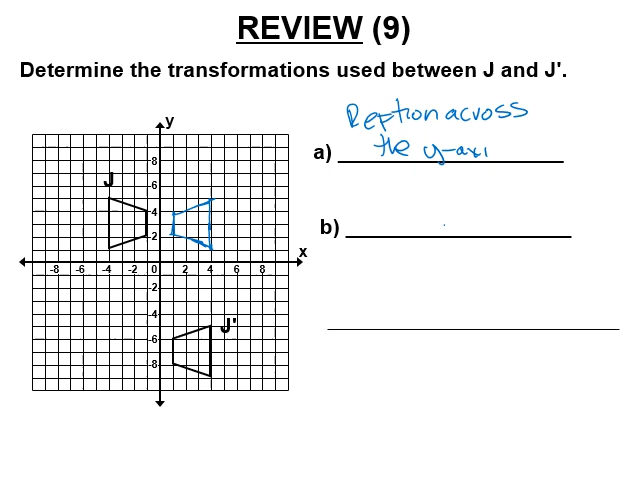 REVIEW (9)
Determine the transformations used between J and J'.
Reftion across
a) the y-axi
b)
y
8
6
J
4
2
x
-8 -6 -4 -2 0 2 4 6 8
-2
-4
J'
-6
8